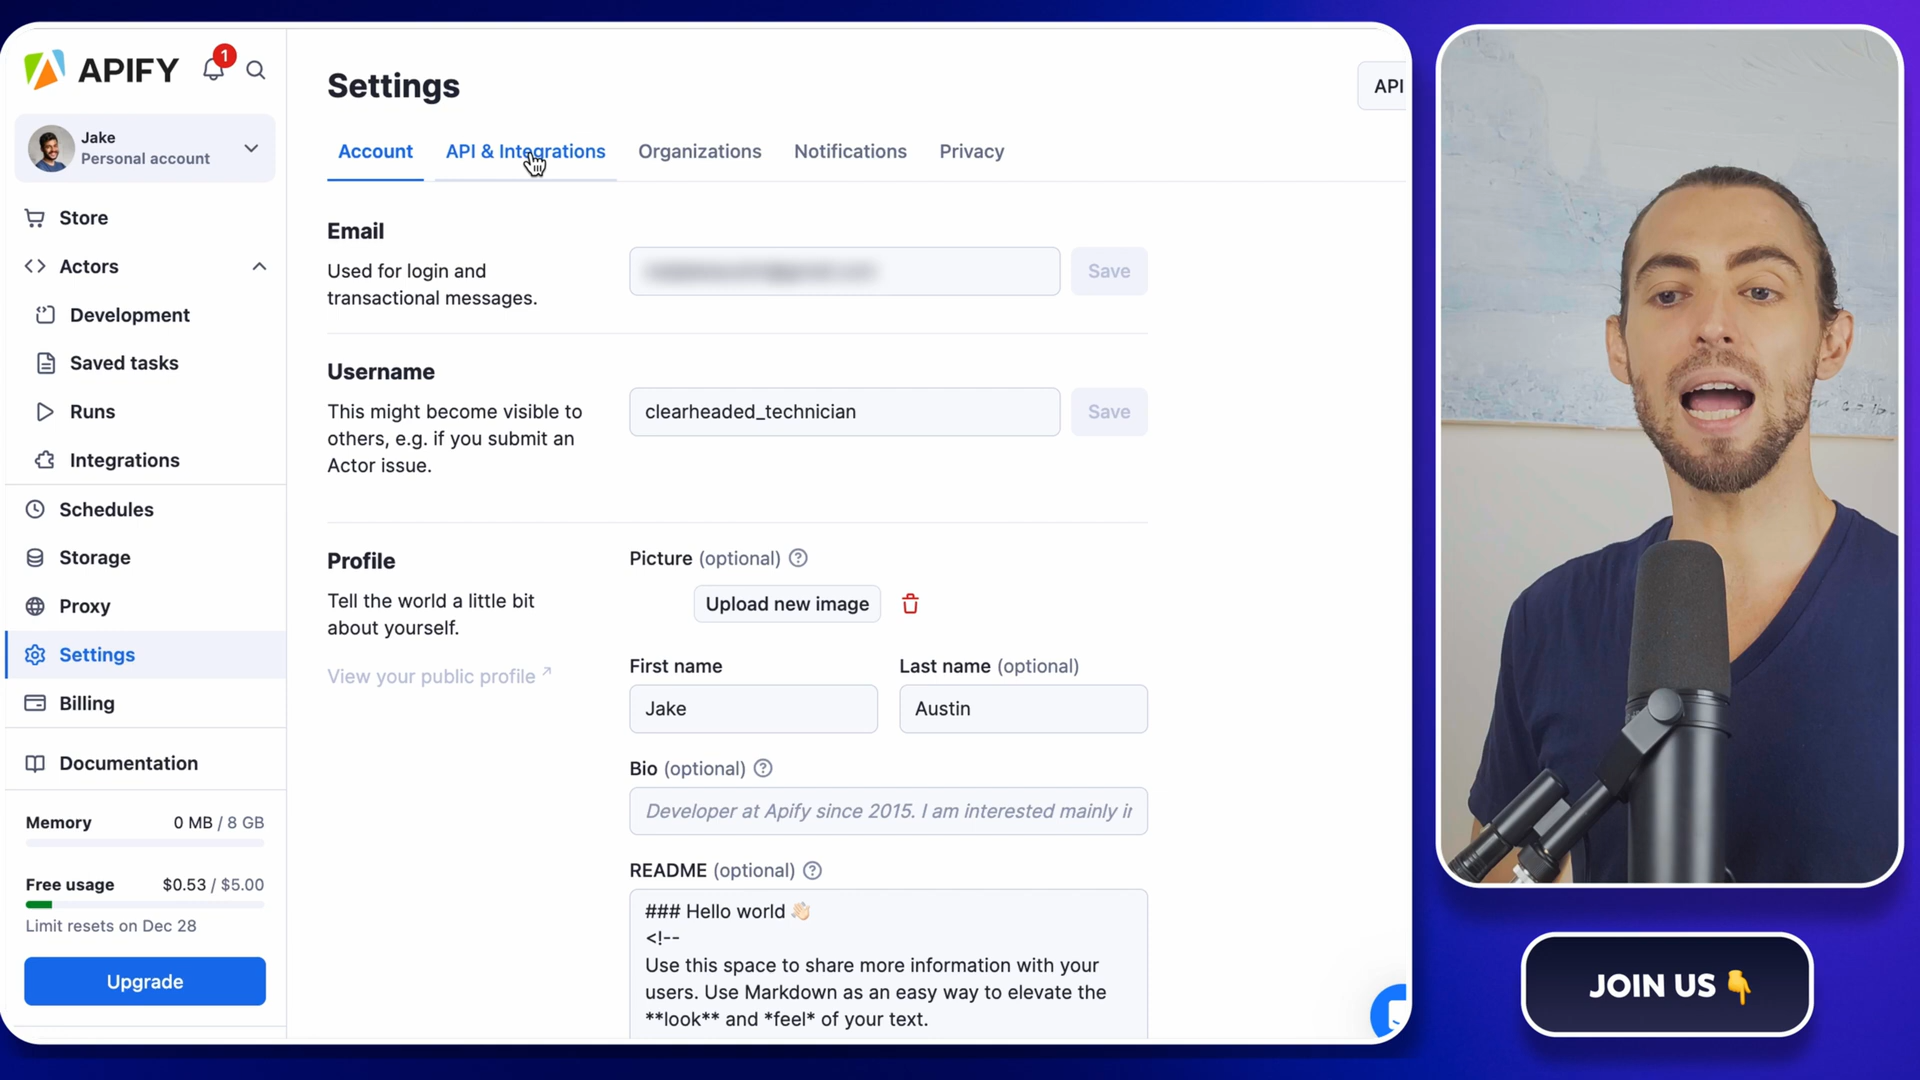 APIFY
1
Jake
Personal account
Store
Actors
Development
Saved tasks
Runs
Integrations
Schedules
Storage
Proxy
Settings
Billing
Documentation
Memory
0 MB / 8 GB
Free usage
$0.53 / $5.00
Limit resets on Dec 28
Upgrade
Settings
API
Account
API & Integrations
Organizations
Notifications
Privacy
Email
Used for login and
transactional messages.
Save
Username
This might become visible to
others, e.g. if you submit an
Actor issue.
clearheaded_technician
Save
Profile
Tell the world a little bit
about yourself.
View your public profile
Picture (optional)
Upload new image
First name
Last name (optional)
Jake
Austin
Bio (optional)
Developer at Apify since 2015. I am interested mainly
README (optional)
### Hello world 👋🏻
<!--
Use this space to share more information with your
users. Use Markdown as an easy way to elevate the
**look** and *feel* of your text.
JOIN US 👇